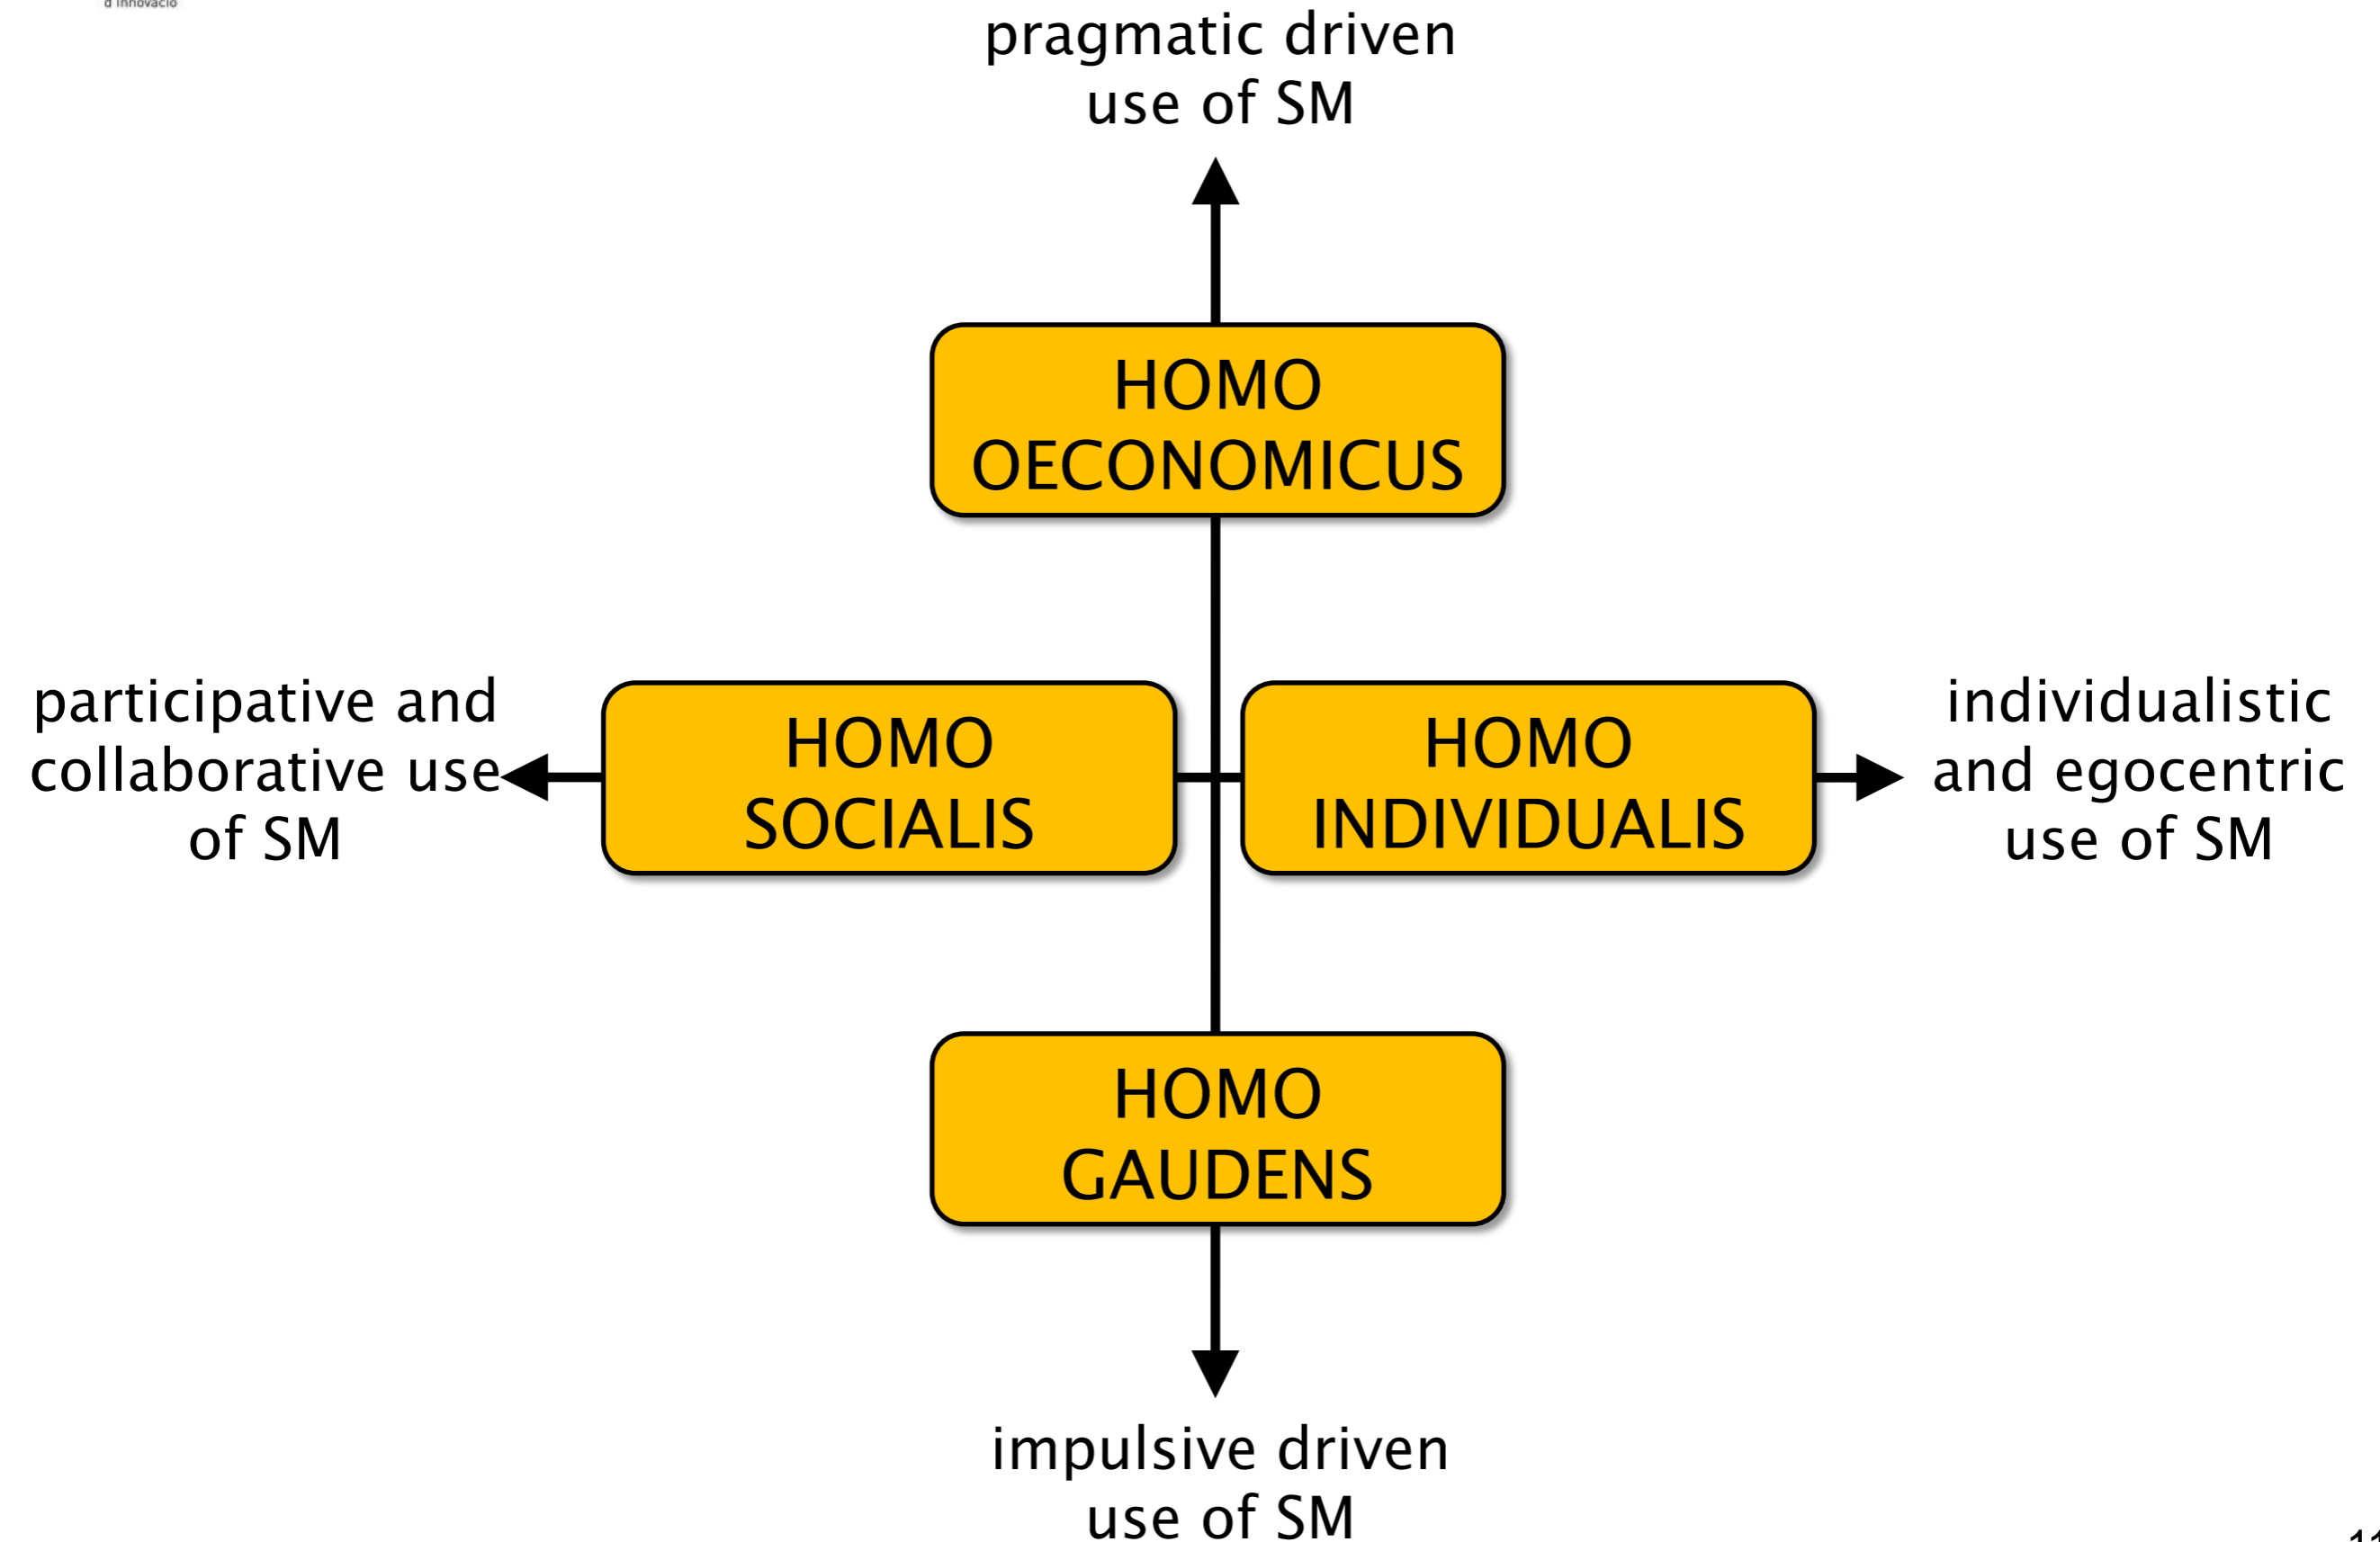 d'Innovació
pragmatic driven
use of SM
HOMO
OECONOMICUS
participative and
collaborative use
of SM
HOMO
SOCIALIS
HOMO
INDIVIDUALIS
individualistic
and egocentric
use of SM
HOMO
GAUDENS
impulsive driven
use of SM